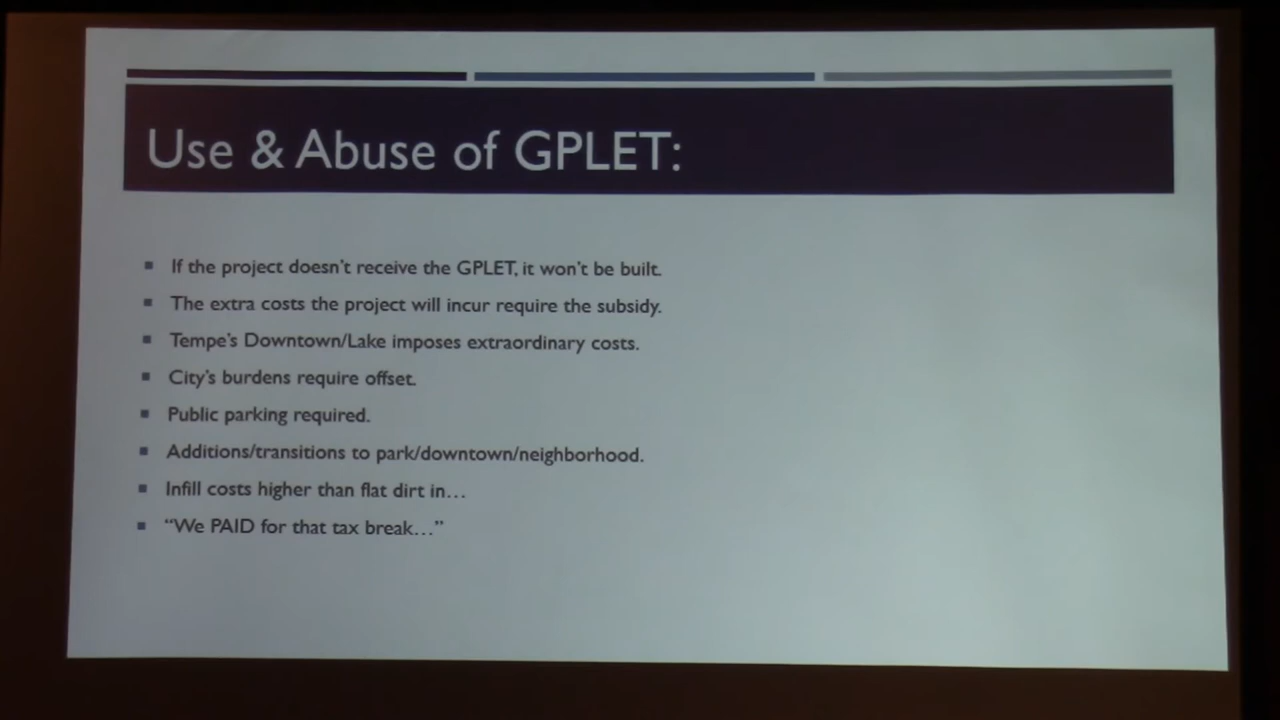 Use & Abuse of GPLET:
▪ If the project doesn't receive the GPLET, it won't be built.
▪ The extra costs the project will incur require the subsidy.
▪ Tempe's Downtown/Lake imposes extraordinary costs.
▪ City's burdens require offset.
▪ Public parking required.
▪ Additions/transitions to park/downtown/neighborhood.
▪ Infill costs higher than flat dirt in…
▪ “We PAID for that tax break…”